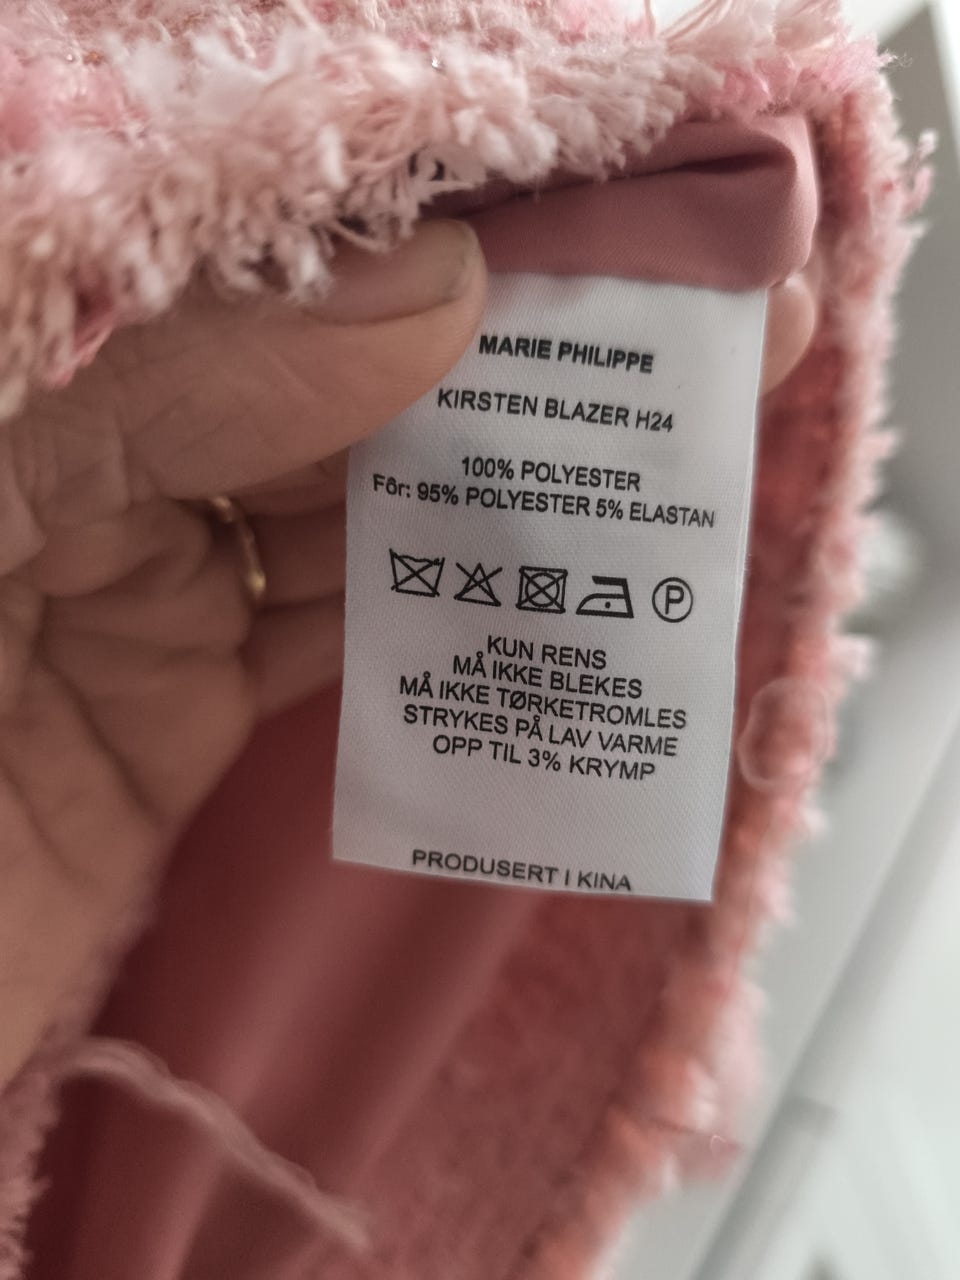 MARIE PHILIPPE
KIRSTEN BLAZER H24
100% POLYESTER
Fôr: 95% POLYESTER 5% ELASTAN
P
KUN RENS
MÅ IKKE BLEKES
MÅ IKKE TØRKETROMLES
STRYKES PÅ LAV VARME
OPP TIL 3% KRYMP
PRODUSERT I KINA